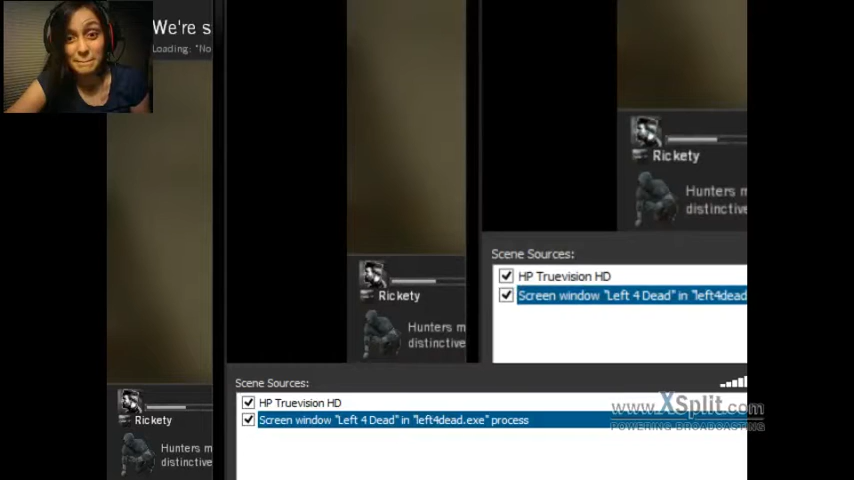 We're s
Loading: "No
Rickety
Hunters m
distinctive
Scene Sources:
HP Truevision HD
Screen window "Left 4 Dead" in "left4dead
Rickety
Hunters m
distinctive
Scene Sources:
HP Truevision HD
Screen window "Left 4 Dead" in "left4dead.exe" process
www.XSplit.com
POWERING BROADCASTING
Rickety
Hunters m
distinctive